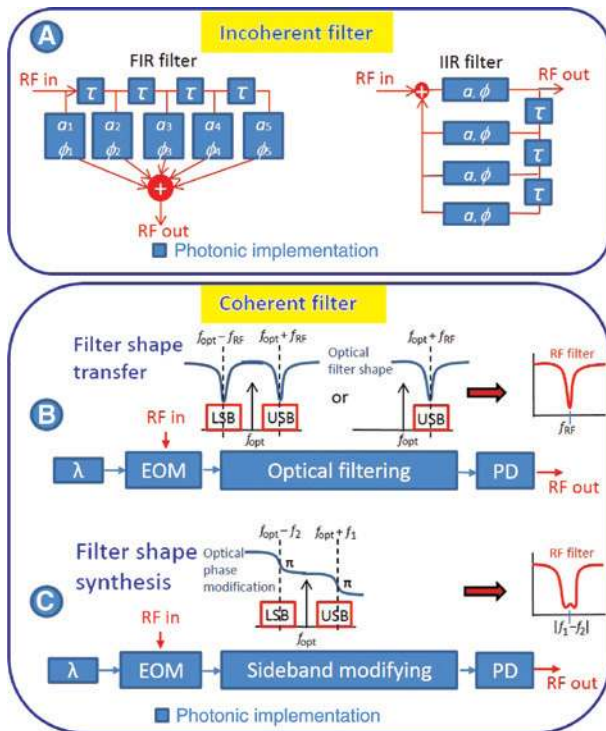 A
Incoherent filter
FIR filter
RF in
τ τ τ τ
a1 a2 a3 a4 a5
ϕ1 ϕ2 ϕ3 ϕ4 ϕ5
+
RF out
IIR filter
RF in
RF out
+
a, ϕ
τ
a, ϕ
τ
a, ϕ
τ
a, ϕ
Photonic implementation
Coherent filter
B
Filter shape
transfer
fopt − fRF fopt + fRF
LSB USB
fopt
Optical
filter shape
or
fopt + fRF
USB
fopt
RF filter
fRF
RF in
λ EOM Optical filtering PD
RF out
C
Filter shape
synthesis
fopt − f2 fopt + f1
Optical
phase
modification
π
π
LSB USB
fopt
RF filter
|f1−f2|
RF in
λ EOM Sideband modifying PD
RF out
Photonic implementation